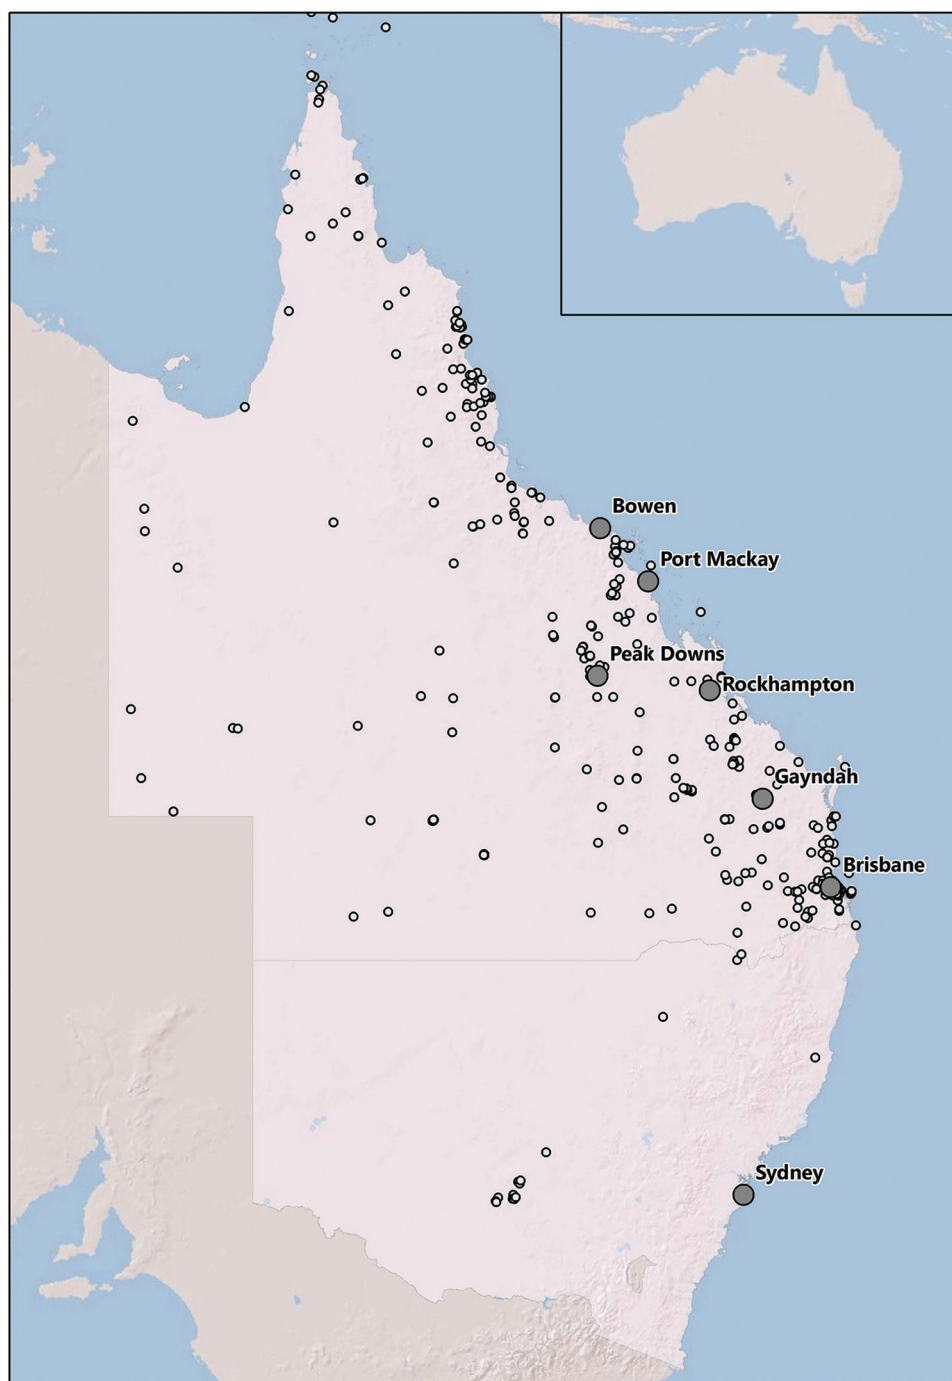 Bowen
Port Mackay
Peak Downs
Rockhampton
Gayndah
Brisbane
Sydney